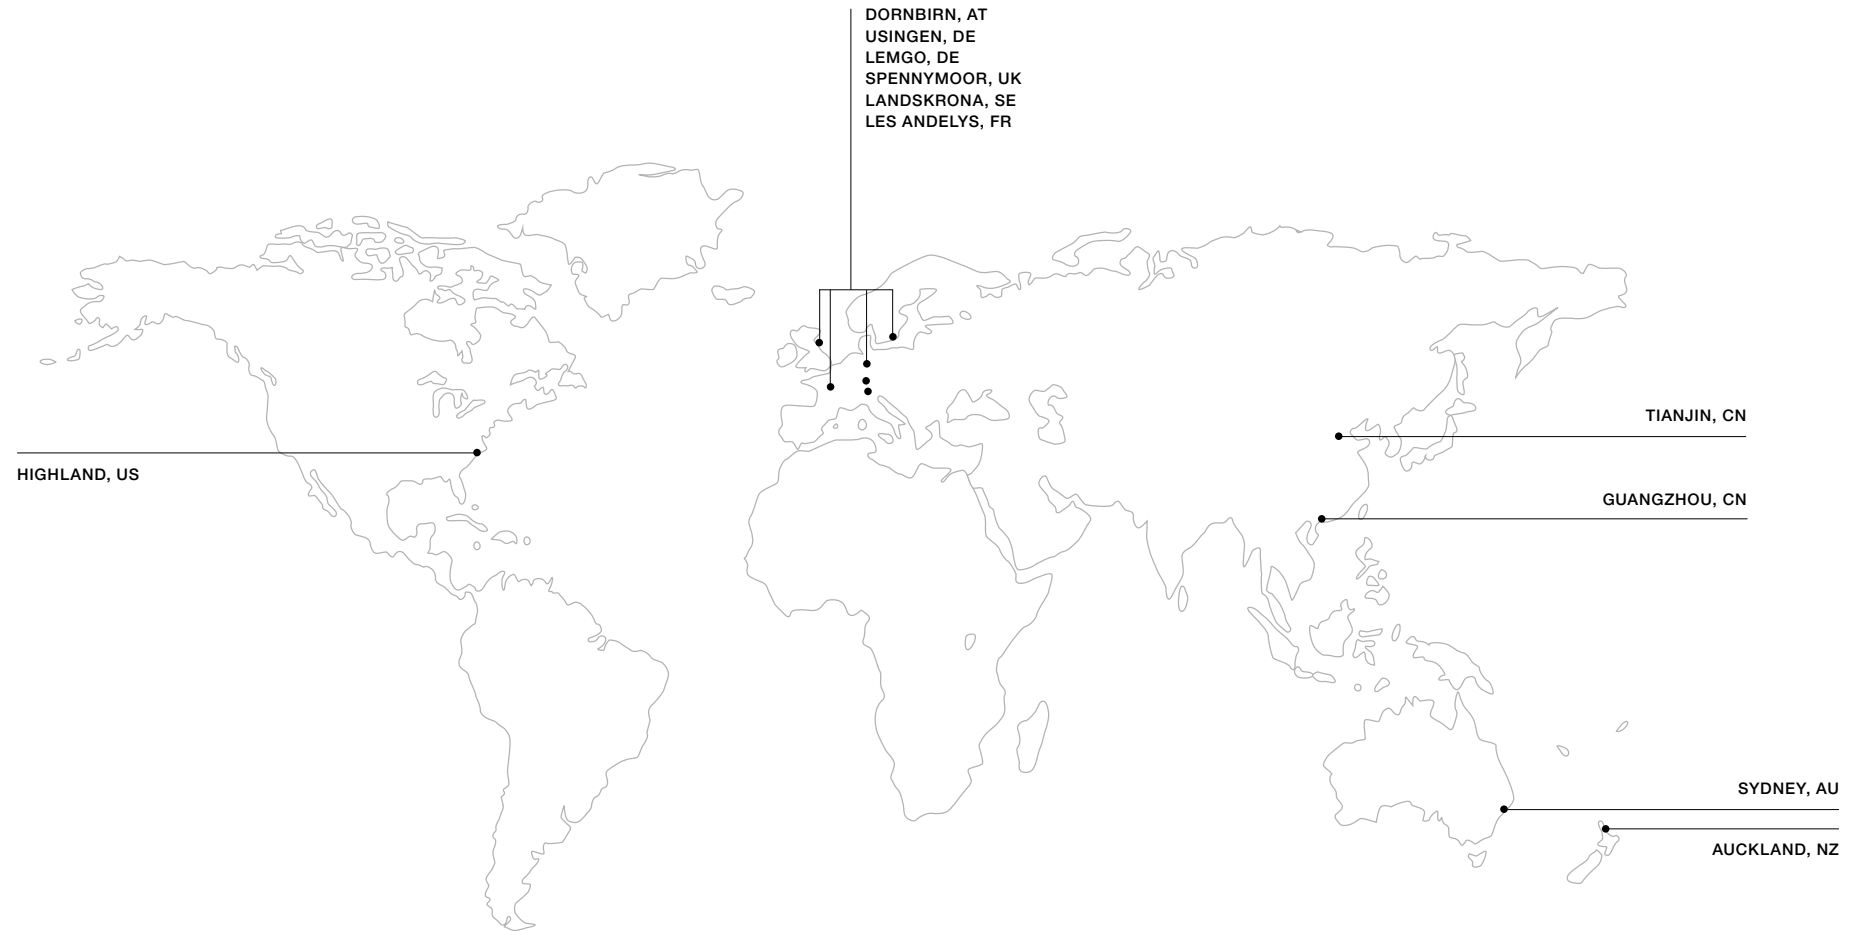 DORNBIRN, AT
USINGEN, DE
LEMGO, DE
SPENNYMOOR, UK
LANDSKRONA, SE
LES ANDELYS, FR
TIANJIN, CN
HIGHLAND, US
GUANGZHOU, CN
SYDNEY, AU
AUCKLAND, NZ